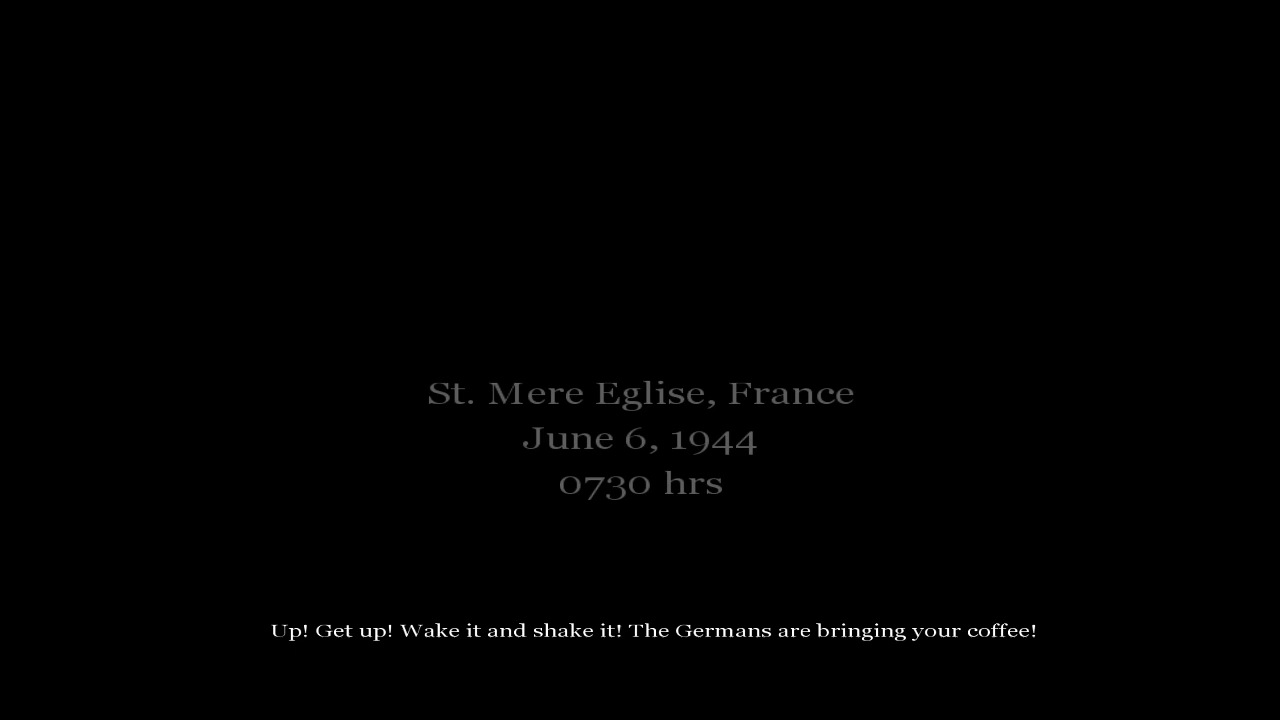 St. Mere Eglise, France
June 6, 1944
0730 hrs
Up! Get up! Wake it and shake it! The Germans are bringing your coffee!